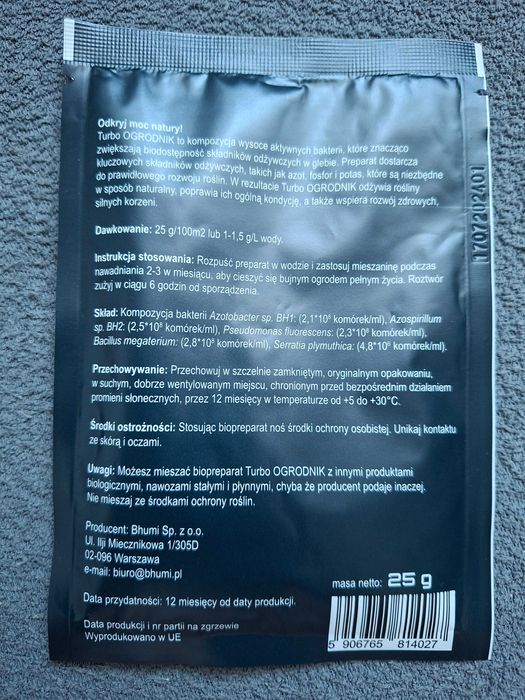 Odkryj moc natury!
Turbo OGRODNIK to kompozycja wysoce aktywnych bakterii, które znacząco
zwiększają biodostępność składników odżywczych w glebie. Preparat dostarcza
kluczowych składników odżywczych, takich jak azot, fosfor i potas, które są niezbędne
do prawidłowego rozwoju roślin. W rezultacie Turbo OGRODNIK odżywia rośliny
w sposób naturalny, poprawia ich ogólną kondycję, a także wspiera rozwój zdrowych,
silnych korzeni.
Dawkowanie: 25 g/100m2 lub 1-1,5 g/L wody.
Instrukcja stosowania: Rozpuść preparat w wodzie i zastosuj mieszaninę podczas
nawadniania 2-3 w miesiącu, aby cieszyć się bujnym ogrodem pełnym życia. Roztwór
zużyj w ciągu 6 godzin od sporządzenia.
Skład: Kompozycja bakterii Azotobacter sp. BH1: (2,1*10⁸ komórek/ml), Azospirillum
sp. BH2: (2,5*10⁸ komórek/ml), Pseudomonas fluorescens: (2,3*10⁸ komórek/ml),
Bacillus megaterium: (2,8*10⁸ komórek/ml), Serratia plymuthica: (4,8*10⁸ komórek/ml).
Przechowywanie: Przechowuj w szczelnie zamkniętym, oryginalnym opakowaniu,
w suchym, dobrze wentylowanym miejscu, chronionym przed bezpośrednim działaniem
promieni słonecznych, przez 12 miesięcy w temperaturze od +5 do +30°C.
Środki ostrożności: Stosując biopreparat noś środki ochrony osobistej. Unikaj kontaktu
ze skórą i oczami.
Uwagi: Możesz mieszać biopreparat Turbo OGRODNIK z innymi produktami
biologicznymi, nawozami stałymi i płynnymi, chyba że producent podaje inaczej.
Nie mieszaj ze środkami ochrony roślin.
Producent: Bhumi Sp. z o.o.
Ul. Ilji Miecznikowa 1/305D
02-096 Warszawa
e-mail: biuro@bhumi.pl
Data przydatności: 12 miesięcy od daty produkcji.
Data produkcji i nr partii na zgrzewie
Wyprodukowano w UE
masa netto: 25 g
5 906765 814027
1707202401